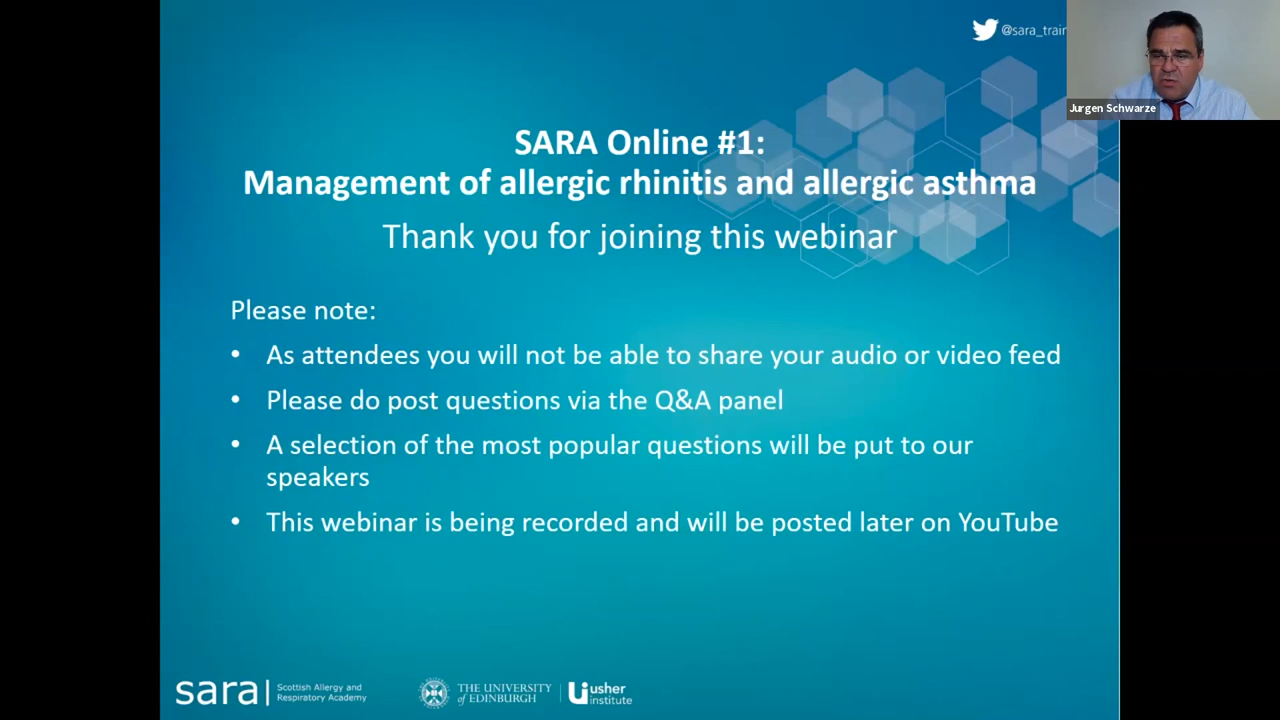 @sara_train
Jurgen Schwarze
SARA Online #1:
Management of allergic rhinitis and allergic asthma
Thank you for joining this webinar
Please note:
• As attendees you will not be able to share your audio or video feed
• Please do post questions via the Q&A panel
• A selection of the most popular questions will be put to our
speakers
• This webinar is being recorded and will be posted later on YouTube
sara
Scottish Allergy and
Respiratory Academy
THE UNIVERSITY
of EDINBURGH
Ui usher
institute